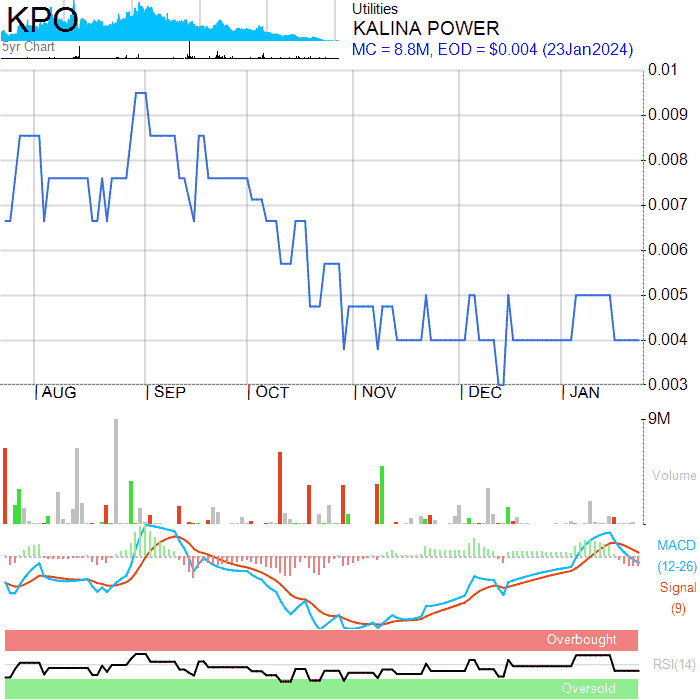 KPO
5yr Chart
Utilities
KALINA POWER
MC = 8.8M, EOD = $0.004 (23Jan2024)
0.01
0.009
0.008
0.007
0.006
0.005
0.004
0.003
AUG SEP OCT NOV DEC JAN
9M
Volume
MACD
(12-26)
Signal
(9)
Overbought
RSI(14)
Oversold